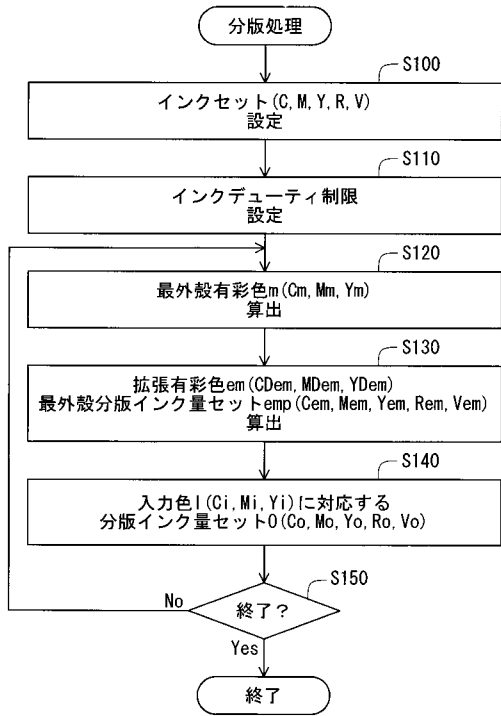 分版処理
S100
インクセット(C, M, Y, R, V)
設定
S110
インクデューティ制限
設定
S120
最外殻有彩色m(Cm, Mm, Ym)
算出
S130
拡張有彩色em(CDem, MDem, YDem)
最外殻分版インク量セットemp(Cem, Mem, Yem, Rem, Vem)
算出
S140
入力色I(Ci, Mi, Yi)に対応する
分版インク量セットO(Co, Mo, Yo, Ro, Vo)
S150
終了？
No
Yes
終了